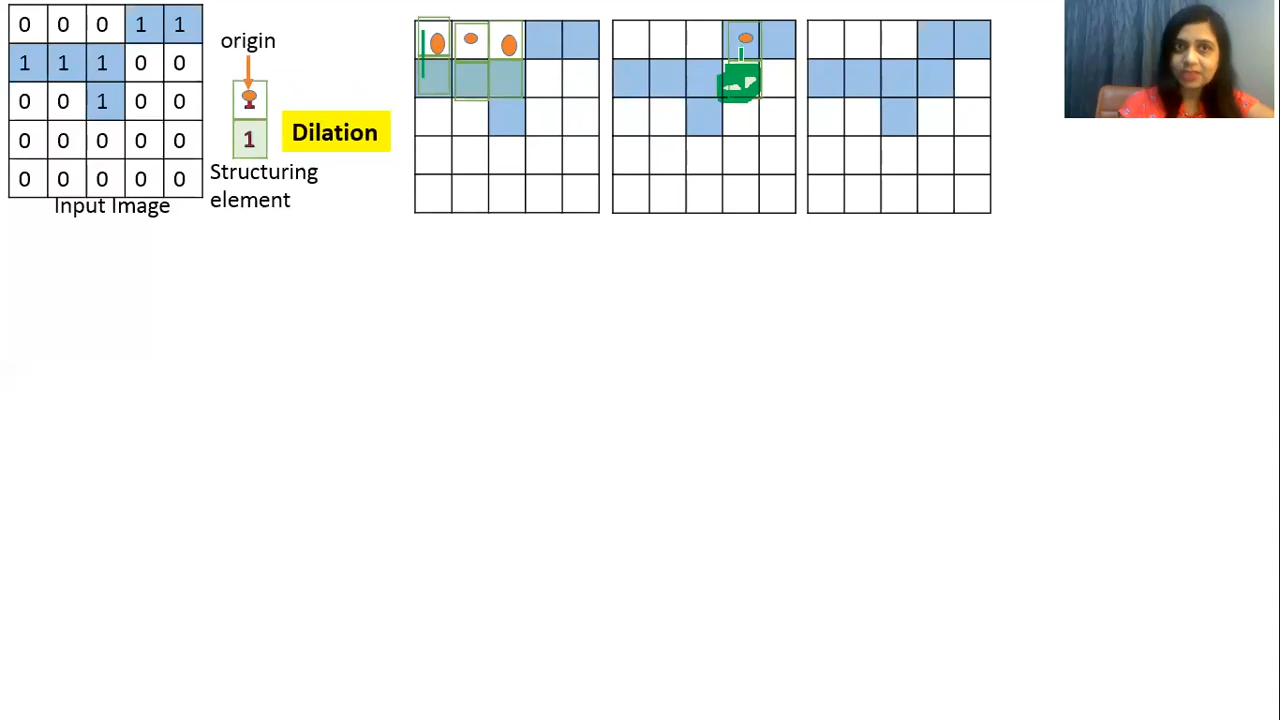 0 0 0 1 1
1 1 1 0 0
0 0 1 0 0
0 0 0 0 0
0 0 0 0 0
Input Image
origin
1
1
Structuring
element
Dilation